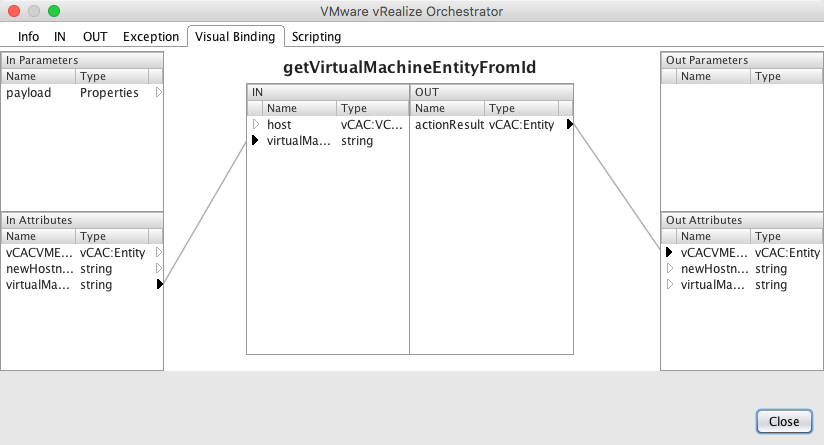 VMware vRealize Orchestrator
Info IN OUT Exception Visual Binding Scripting
In Parameters
Name Type
payload Properties
In Attributes
Name Type
vCACVME... vCAC:Entity
newHostn... string
virtualMa... string
getVirtualMachineEntityFromId
IN OUT
Name Type Name Type
host vCAC:VC... actionResult vCAC:Entity
virtualMa... string
Out Parameters
Name Type
Out Attributes
Name Type
vCACVME... vCAC:Entity
newHostn... string
virtualMa... string
Close